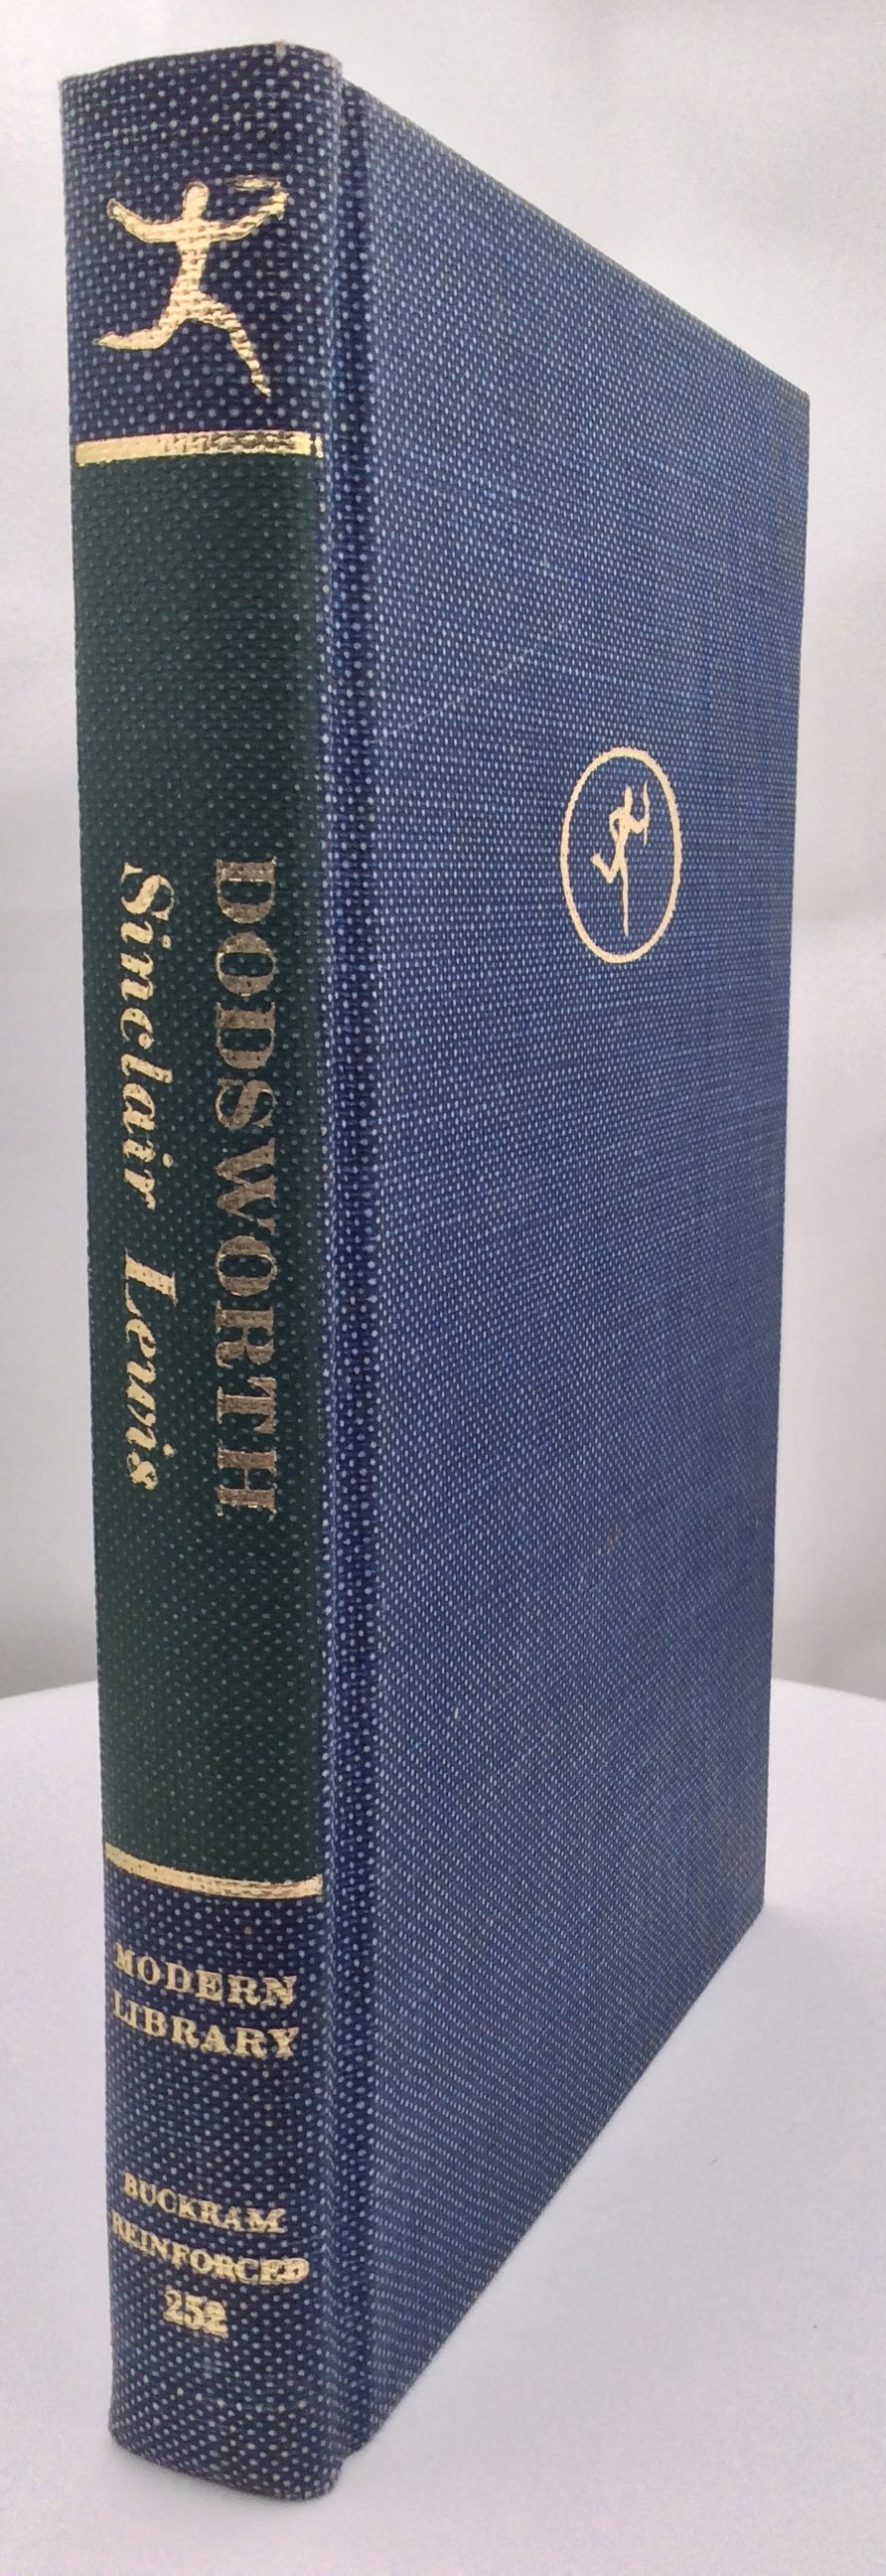 DODSWORTH
Sinclair Lewis
MODERN
LIBRARY
BUCKRAM
REINFORCED
252